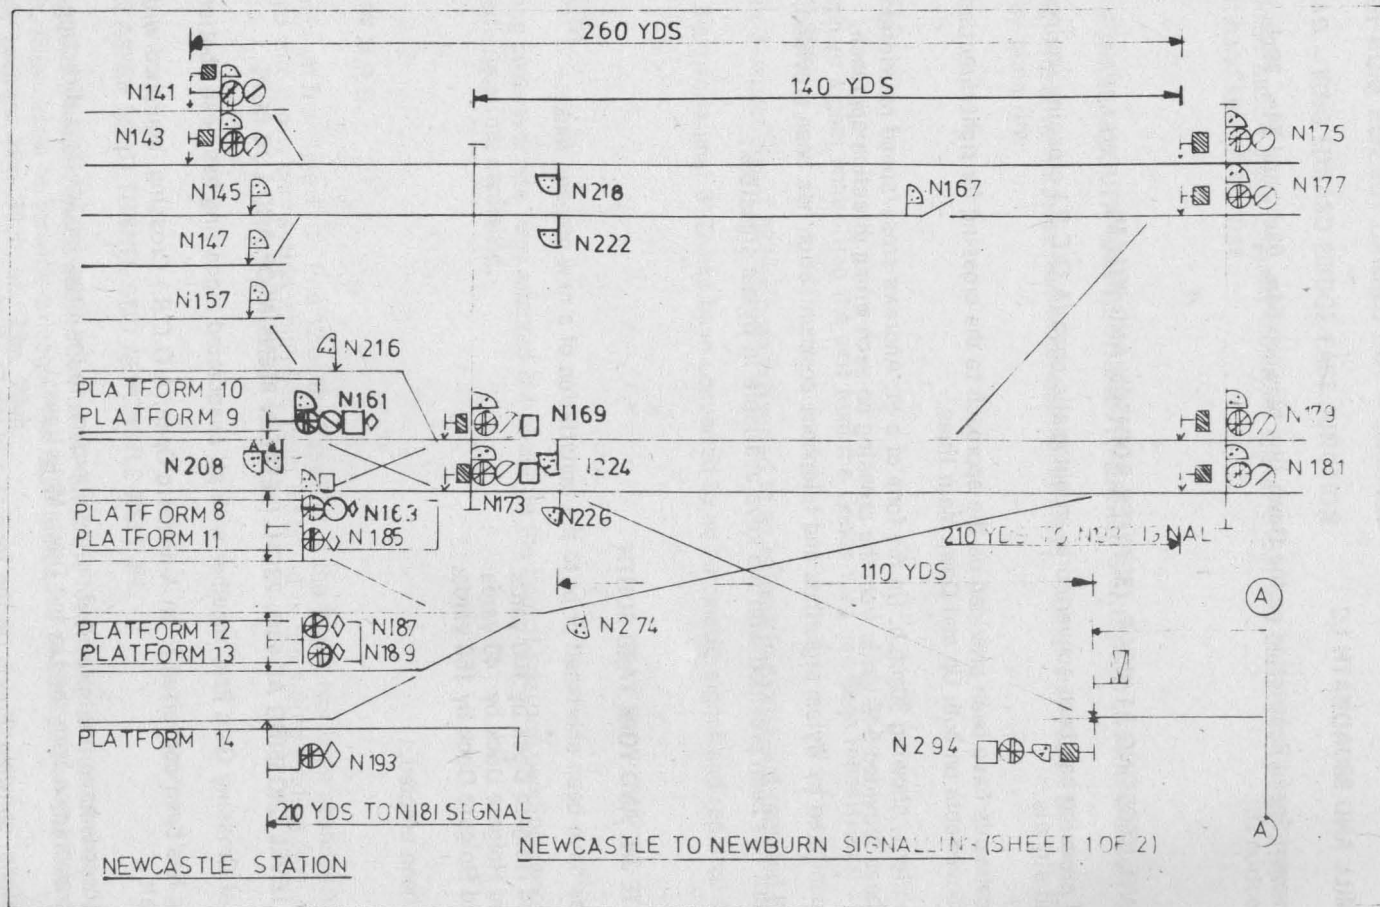 260 YDS
140 YDS
N141
N143
N145
N147
N157
N218
N222
N167
N175
N177
N216
PLATFORM 10
PLATFORM 9
N161
N169
N179
N208
N181
PLATFORM 8
N163
N173
N226
PLATFORM 11
N185
210 YDS TO
110 YDS
A
PLATFORM 12
N187
N274
PLATFORM 13
N189
PLATFORM 14
N294
N193
210 YDS TO N181 SIGNAL
NEWCASTLE TO NEWBURN (SHEET 1 OF 2)
A
NEWCASTLE STATION